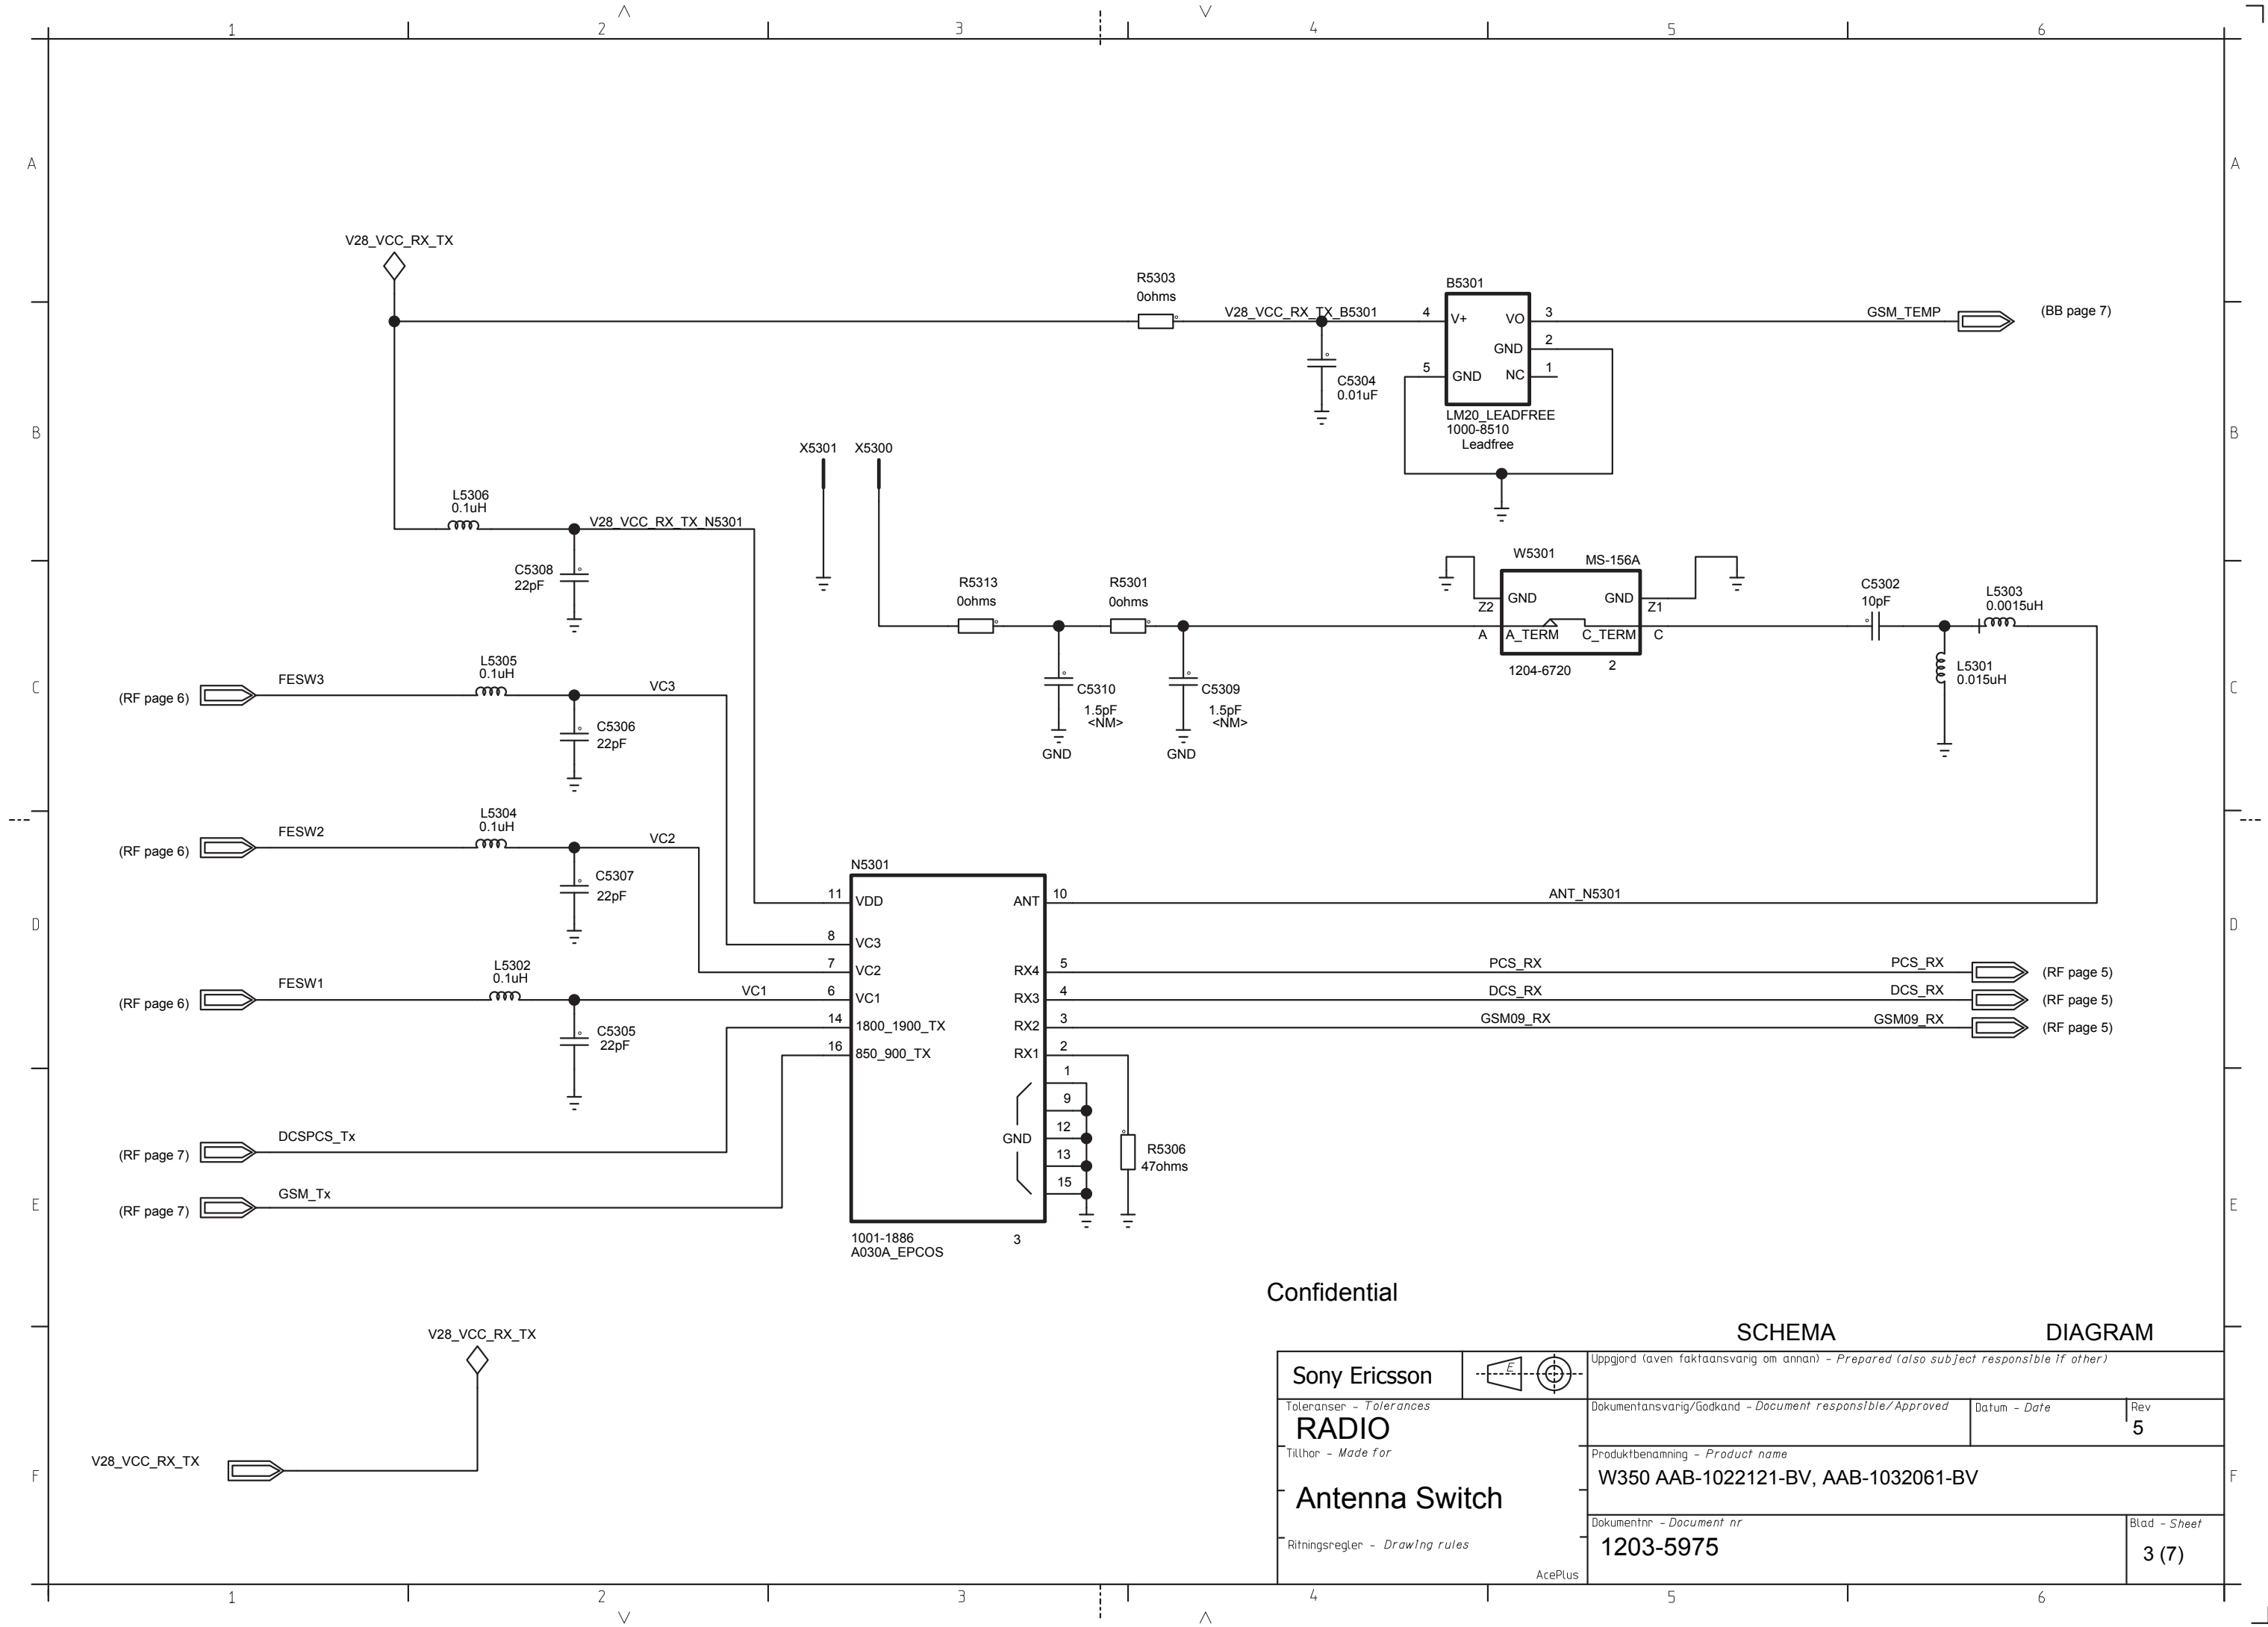 1 2 3 4 5 6
A A
V28_VCC_RX_TX
R5303
0ohms
V28_VCC_RX_TX_B5301
B5301
4 V+ VO 3
GND 2
5 GND NC 1
GSM_TEMP
(BB page 7)
C5304
0.01uF
LM20_LEADFREE
1000-8510
Leadfree
B B
X5301 X5300
L5306
0.1uH
V28_VCC_RX_TX_N5301
C5308
22pF
R5313
0ohms
R5301
0ohms
W5301
MS-156A
Z2 GND GND Z1
A A_TERM C_TERM C
1204-6720 2
C5302
10pF
L5303
0.0015uH
L5301
0.015uH
C5310
1.5pF
<NM>
GND
C5309
1.5pF
<NM>
GND
C C
(RF page 6)
FESW3
L5305
0.1uH
VC3
C5306
22pF
(RF page 6)
FESW2
L5304
0.1uH
VC2
C5307
22pF
D D
(RF page 6)
FESW1
L5302
0.1uH
VC1
C5305
22pF
N5301
11 VDD ANT 10
ANT_N5301
8 VC3
7 VC2 RX4 5
6 VC1 RX3 4
14 1800_1900_TX RX2 3
16 850_900_TX RX1 2
1
9
GND 12
13
15
PCS_RX PCS_RX (RF page 5)
DCS_RX DCS_RX (RF page 5)
GSM09_RX GSM09_RX (RF page 5)
R5306
47ohms
(RF page 7)
DCSPCS_Tx
(RF page 7)
GSM_Tx
E E
1001-1886 3
A030A_EPCOS
Confidential
V28_VCC_RX_TX
V28_VCC_RX_TX
F F
SCHEMA DIAGRAM
Sony Ericsson
E
Uppgjord (aven faktaansvarig om annan) - Prepared (also subject responsible if other)
Toleranser - Tolerances
RADIO
Dokumentansvarig/Godkand - Document responsible/Approved
Datum - Date
Rev
5
Tillhor - Made for
Antenna Switch
Produktbenamning - Product name
W350 AAB-1022121-BV, AAB-1032061-BV
Ritningsregler - Drawing rules
AcePlus
Dokumentnr - Document nr
1203-5975
Blad - Sheet
3 (7)
1 2 3 4 5 6